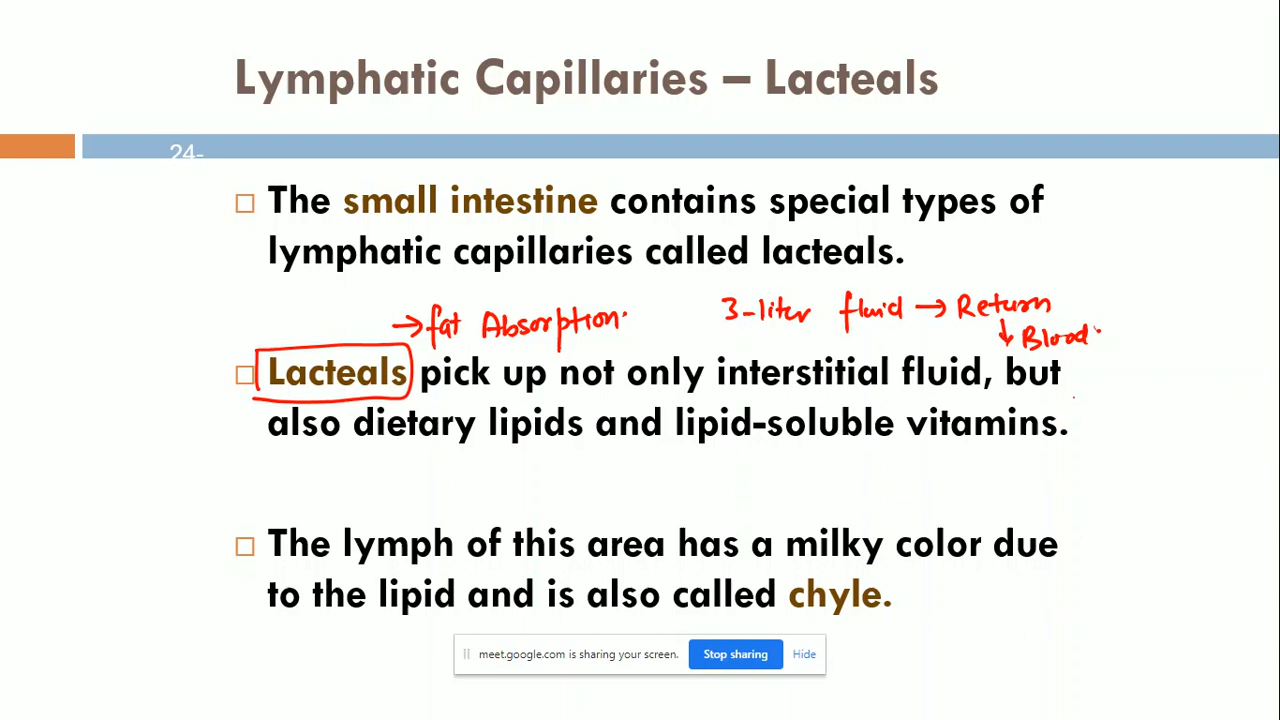 Lymphatic Capillaries – Lacteals
24-
The small intestine contains special types of
lymphatic capillaries called lacteals.
→ fat Absorption.
3-liter fluid → Return
↓ Blood.
Lacteals pick up not only interstitial fluid, but
also dietary lipids and lipid-soluble vitamins.
The lymph of this area has a milky color due
to the lipid and is also called chyle.
meet.google.com is sharing your screen. Stop sharing Hide